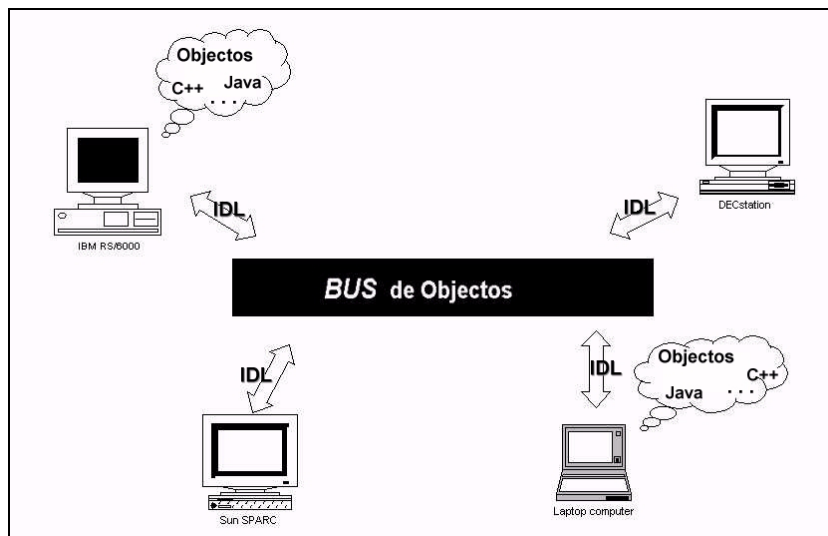 Objectos
C++ Java
. . .
IBM RS/6000
IDL
IDL
DECstation
BUS de Objectos
IDL
IDL
Objectos
C++
Java . . .
Sun SPARC
Laptop computer